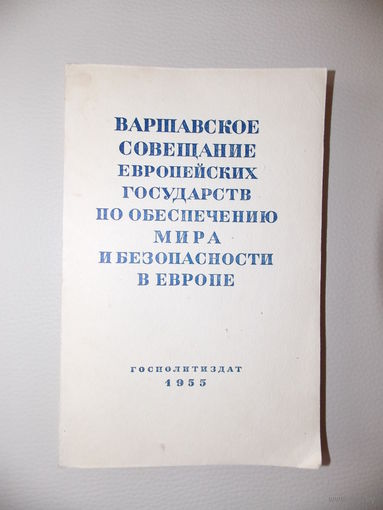 ВАРШАВСКОЕ
СОВЕЩАНИЕ
ЕВРОПЕЙСКИХ
ГОСУДАРСТВ
ПО ОБЕСПЕЧЕНИЮ
МИРА
И БЕЗОПАСНОСТИ
В ЕВРОПЕ
ГОСПОЛИТИЗДАТ
1955